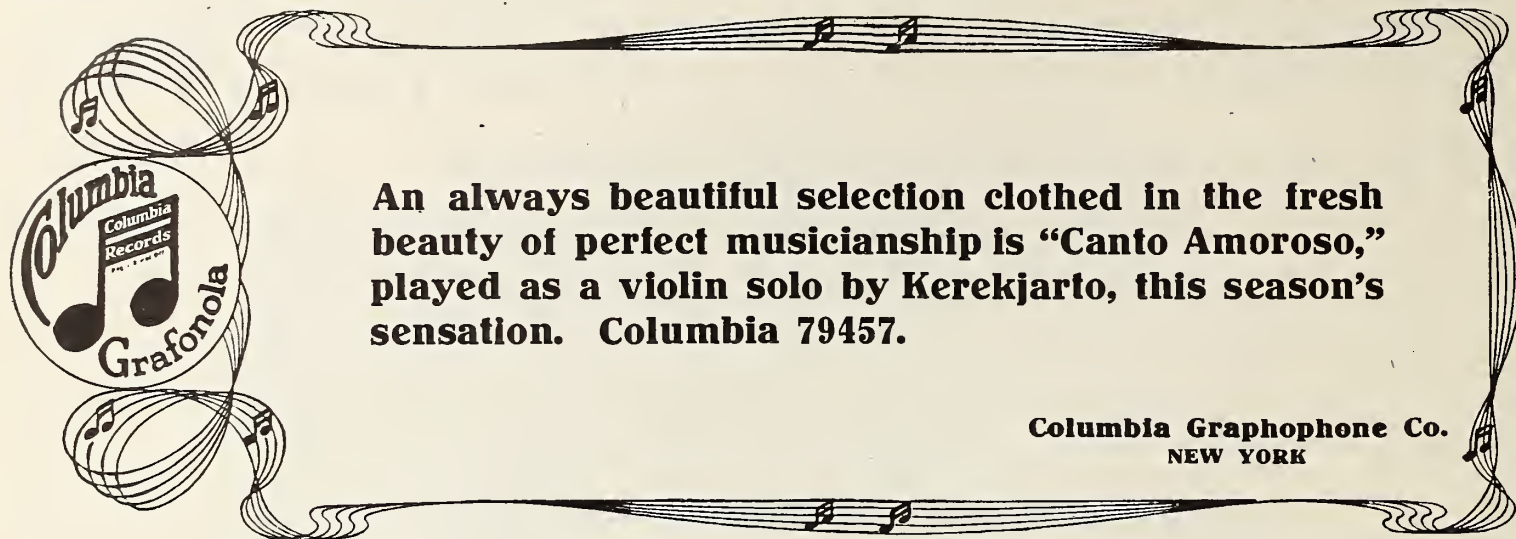 Columbia
Columbia
Records
Grafonola
An always beautiful selection clothed in the fresh
beauty of perfect musicianship is “Canto Amoroso,”
played as a violin solo by Kerekjarto, this season’s
sensation. Columbia 79457.
Columbia Graphophone Co.
NEW YORK